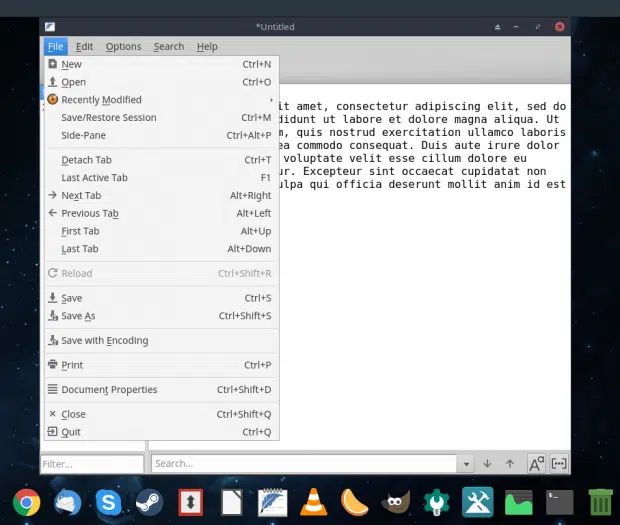 *Untitled
File Edit Options Search Help
New Ctrl+N
Open Ctrl+O
Recently Modified
Save/Restore Session Ctrl+M
Side-Pane Ctrl+Alt+P
Detach Tab Ctrl+T
Last Active Tab F1
Next Tab Alt+Right
Previous Tab Alt+Left
First Tab Alt+Up
Last Tab Alt+Down
Reload Ctrl+Shift+R
Save Ctrl+S
Save As Ctrl+Shift+S
Save with Encoding
Print Ctrl+P
Document Properties Ctrl+Shift+D
Close Ctrl+Shift+Q
Quit Ctrl+Q
it amet, consectetur adipiscing elit, sed do
didunt ut labore et dolore magna aliqua. Ut
m, quis nostrud exercitation ullamco laboris
ea commodo consequat. Duis aute irure dolor
voluptate velit esse cillum dolore eu
ur. Excepteur sint occaecat cupidatat non
ulpa qui officia deserunt mollit anim id est
Filter...
Search...